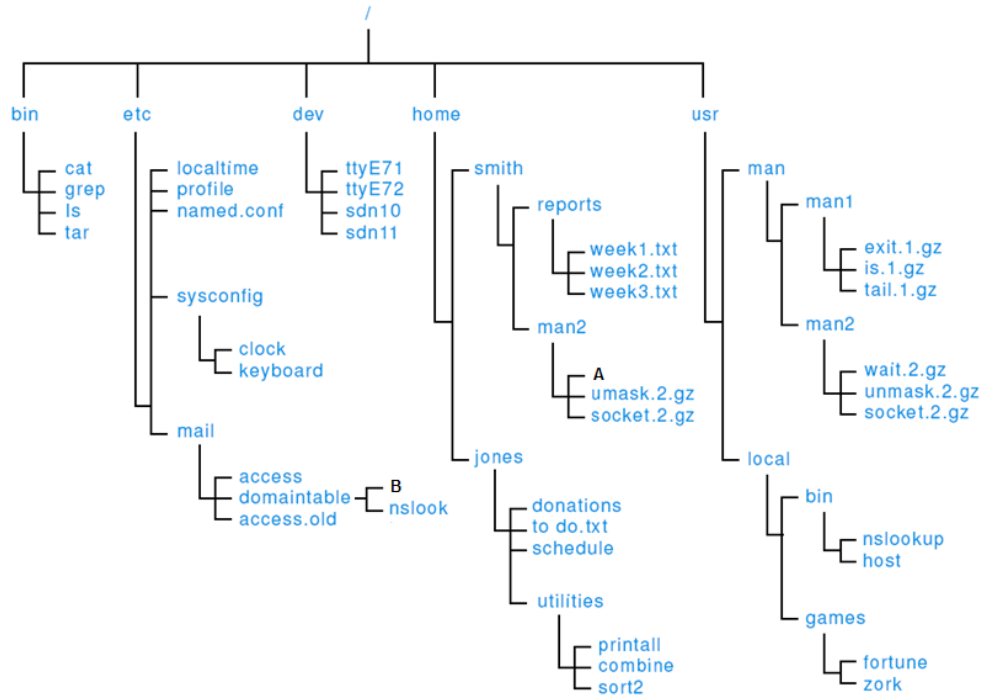 /
bin
etc
dev
home
usr
cat
grep
ls
tar
localtime
profile
named.conf
sysconfig
clock
keyboard
mail
access
domaintable
access.old
B
nslook
ttyE71
ttyE72
sdn10
sdn11
smith
reports
week1.txt
week2.txt
week3.txt
man2
A
umask.2.gz
socket.2.gz
jones
donations
to do.txt
schedule
utilities
printall
combine
sort2
man
man1
exit.1.gz
is.1.gz
tail.1.gz
man2
wait.2.gz
unmask.2.gz
socket.2.gz
local
bin
nslookup
host
games
fortune
zork